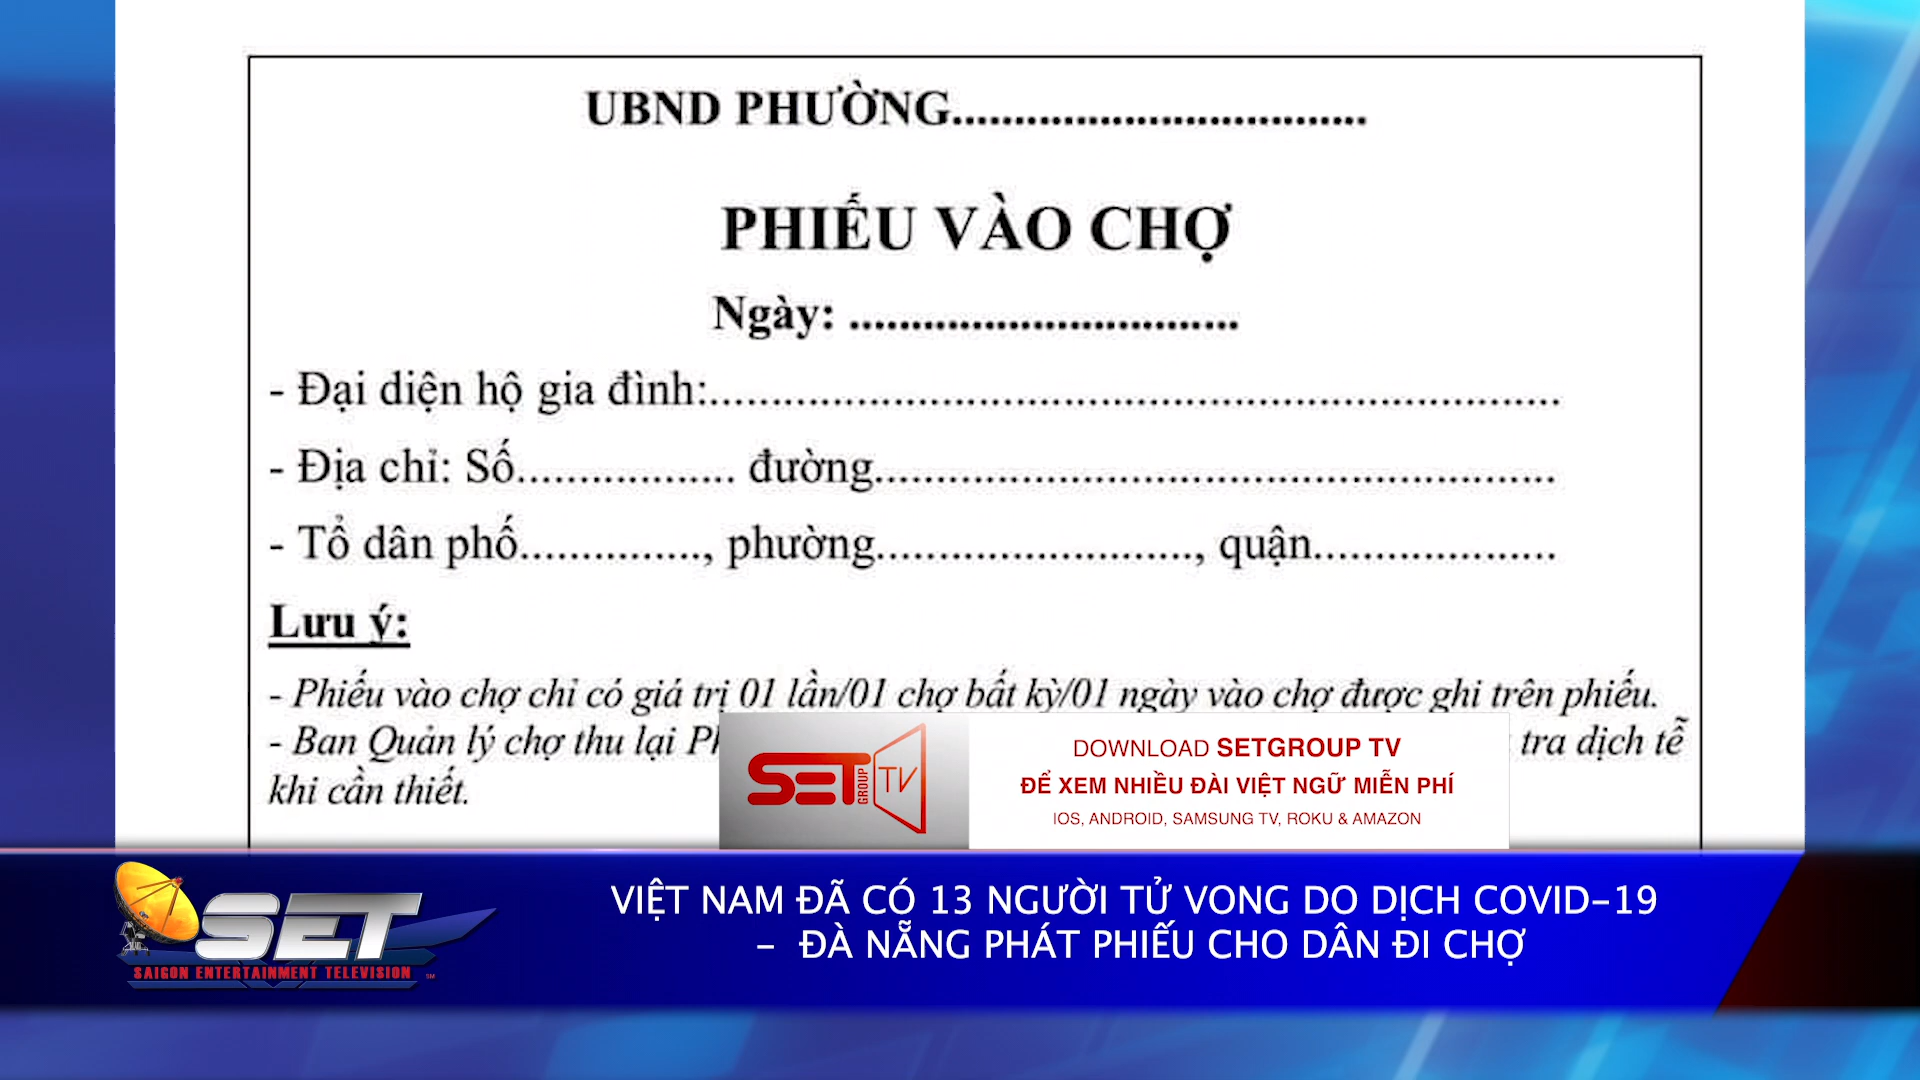 UBND PHƯỜNG.................................
PHIẾU VÀO CHỢ
Ngày: ...............................
- Đại diện hộ gia đình:....................................................................
- Địa chỉ: Số.................. đường.......................................................
- Tổ dân phố..............., phường.........................., quận....................
Lưu ý:
- Phiếu vào chợ chỉ có giá trị 01 lần/01 chợ bất kỳ/01 ngày vào chợ được ghi trên phiếu.
- Ban Quản lý chợ thu lại tra dịch tễ
khi cần thiết.
SET GROUP TV
DOWNLOAD SETGROUP TV
ĐỂ XEM NHIỀU ĐÀI VIỆT NGỮ MIỄN PHÍ
IOS, ANDROID, SAMSUNG TV, ROKU & AMAZON
SET
SAIGON ENTERTAINMENT TELEVISION SM
VIỆT NAM ĐÃ CÓ 13 NGƯỜI TỬ VONG DO DỊCH COVID-19
- ĐÀ NẴNG PHÁT PHIẾU CHO DÂN ĐI CHỢ